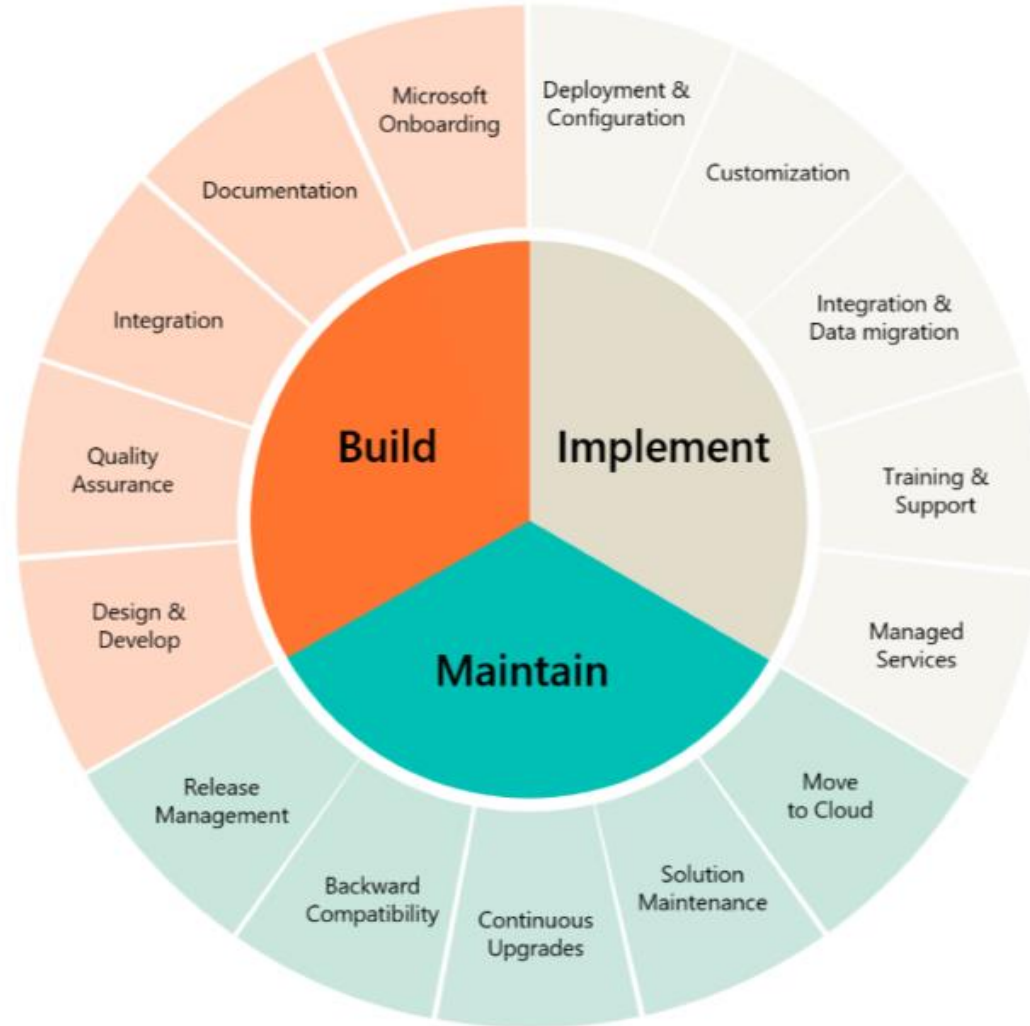 Microsoft
Onboarding
Deployment &
Configuration
Documentation
Customization
Integration
Integration &
Data migration
Build
Implement
Quality
Assurance
Training &
Support
Design &
Develop
Managed
Services
Maintain
Release
Management
Move
to Cloud
Backward
Compatibility
Solution
Maintenance
Continuous
Upgrades